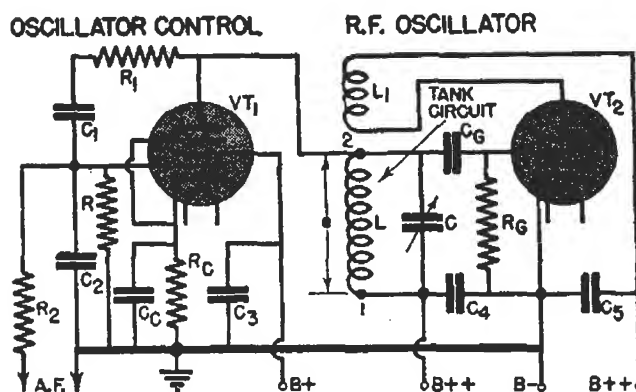 OSCILLATOR CONTROL
R.F. OSCILLATOR
R1
C1
VT1
L1
TANK CIRCUIT
CG
VT2
2
R
a
L
C
RG
C2
R2
RC
CC
C3
1
C4
C5
A.F.
B+
B++
B-
B++